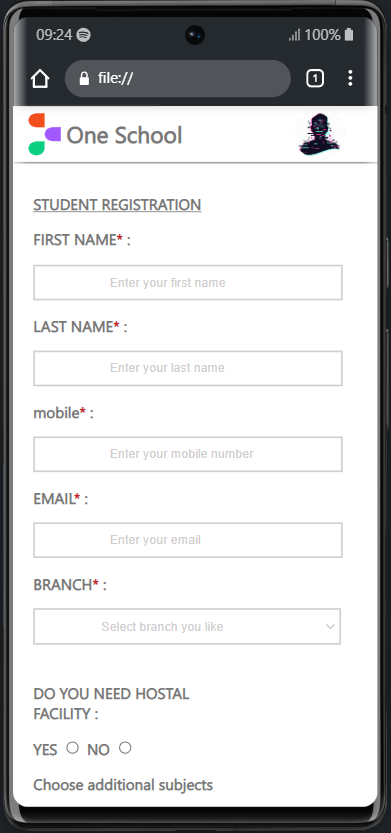 09:24 100%
file:// 1
One School
STUDENT REGISTRATION
FIRST NAME* :
Enter your first name
LAST NAME* :
Enter your last name
mobile* :
Enter your mobile number
EMAIL* :
Enter your email
BRANCH* :
Select branch you like
DO YOU NEED HOSTAL
FACILITY :
YES NO
Choose additional subjects